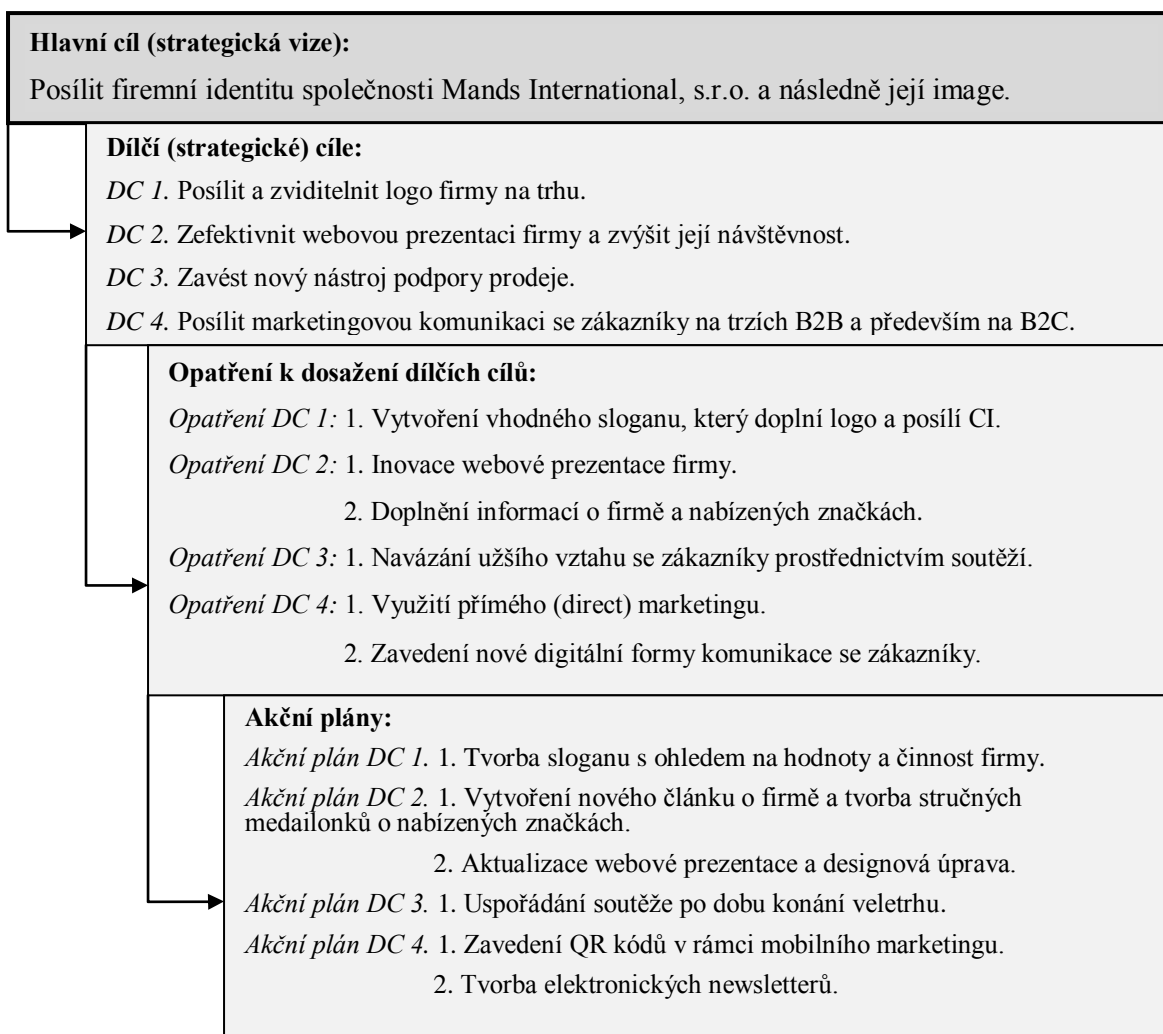 Hlavní cíl (strategická vize):
Posílit firemní identitu společnosti Mands International, s.r.o. a následně její image.
Dílčí (strategické) cíle:
DC 1. Posílit a zviditelnit logo firmy na trhu.
DC 2. Zefektivnit webovou prezentaci firmy a zvýšit její návštěvnost.
DC 3. Zavést nový nástroj podpory prodeje.
DC 4. Posílit marketingovou komunikaci se zákazníky na trzích B2B a především na B2C.
Opatření k dosažení dílčích cílů:
Opatření DC 1: 1. Vytvoření vhodného sloganu, který doplní logo a posílí CI.
Opatření DC 2: 1. Inovace webové prezentace firmy.
2. Doplnění informací o firmě a nabízených značkách.
Opatření DC 3: 1. Navázání užšího vztahu se zákazníky prostřednictvím soutěží.
Opatření DC 4: 1. Využití přímého (direct) marketingu.
2. Zavedení nové digitální formy komunikace se zákazníky.
Akční plány:
Akční plán DC 1. 1. Tvorba sloganu s ohledem na hodnoty a činnost firmy.
Akční plán DC 2. 1. Vytvoření nového článku o firmě a tvorba stručných
medailonků o nabízených značkách.
2. Aktualizace webové prezentace a designová úprava.
Akční plán DC 3. 1. Uspořádání soutěže po dobu konání veletrhu.
Akční plán DC 4. 1. Zavedení QR kódů v rámci mobilního marketingu.
2. Tvorba elektronických newsletterů.